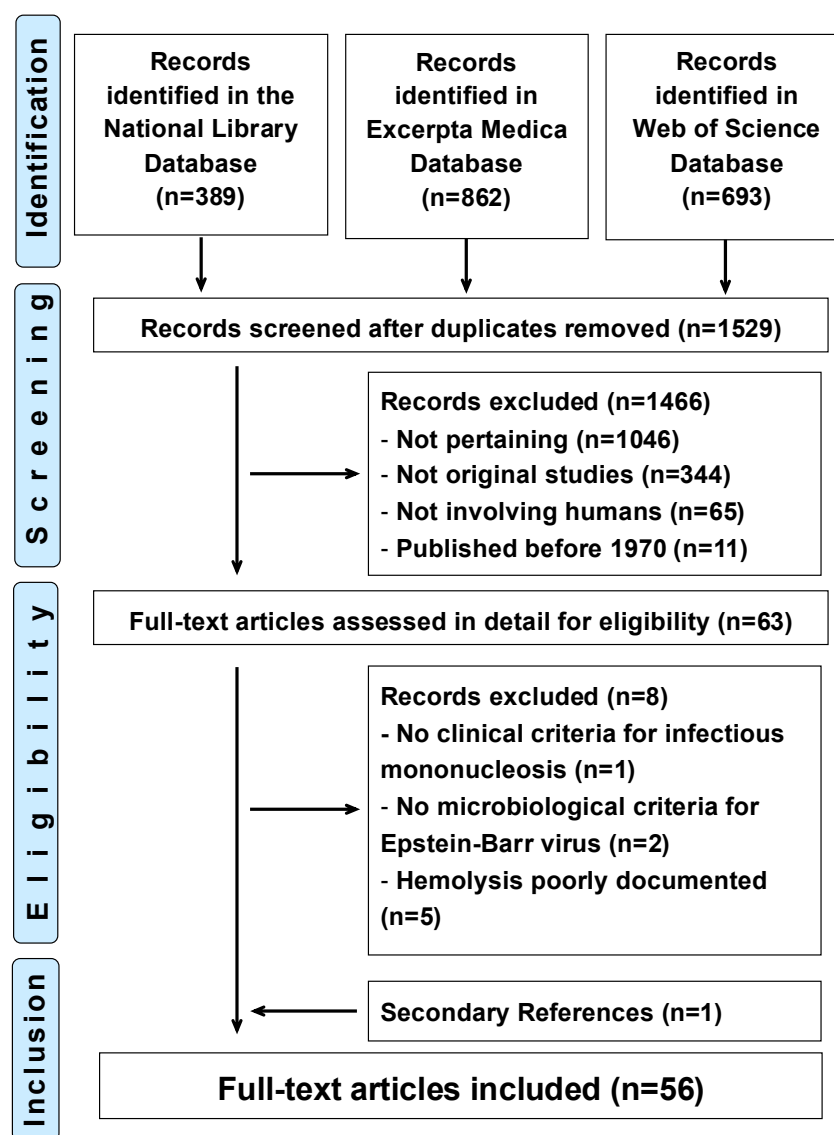 Identification
Records
identified in the
National Library
Database
(n=389)
Records
identified in
Excerpta Medica
Database
(n=862)
Records
identified in
Web of Science
Database
(n=693)
Screening
Records screened after duplicates removed (n=1529)
Records excluded (n=1466)
- Not pertaining (n=1046)
- Not original studies (n=344)
- Not involving humans (n=65)
- Published before 1970 (n=11)
Eligibility
Full-text articles assessed in detail for eligibility (n=63)
Records excluded (n=8)
- No clinical criteria for infectious
mononucleosis (n=1)
- No microbiological criteria for
Epstein-Barr virus (n=2)
- Hemolysis poorly documented
(n=5)
Inclusion
Secondary References (n=1)
Full-text articles included (n=56)